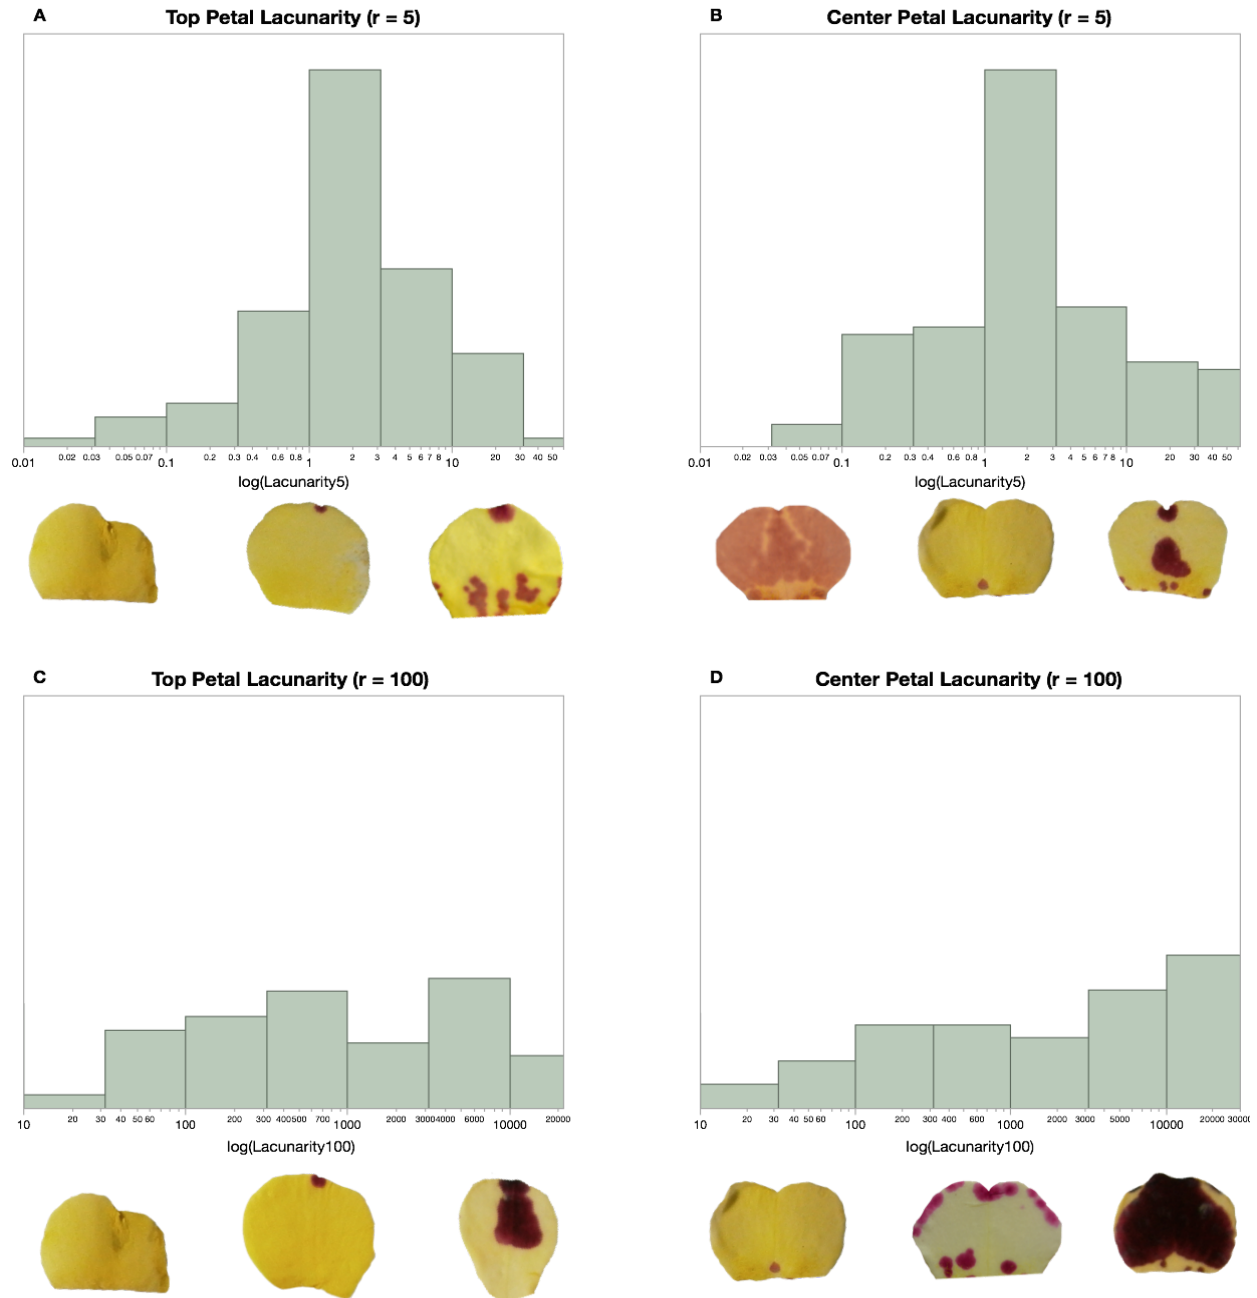 A Top Petal Lacunarity (r = 5)
0.01 0.02 0.03 0.05 0.07 0.1 0.2 0.3 0.4 0.6 0.8 1 2 3 4 5 6 7 8 10 20 30 40 50
log(Lacunarity5)
B Center Petal Lacunarity (r = 5)
0.01 0.02 0.03 0.05 0.07 0.1 0.2 0.3 0.4 0.6 0.8 1 2 3 4 5 6 7 8 10 20 30 40 50
log(Lacunarity5)
C Top Petal Lacunarity (r = 100)
10 20 30 40 50 60 100 200 300 400500 700 1000 2000 30004000 6000 10000 20000
log(Lacunarity100)
D Center Petal Lacunarity (r = 100)
10 20 30 40 50 60 100 200 300 400 600 1000 2000 3000 5000 10000 20000 30000
log(Lacunarity100)